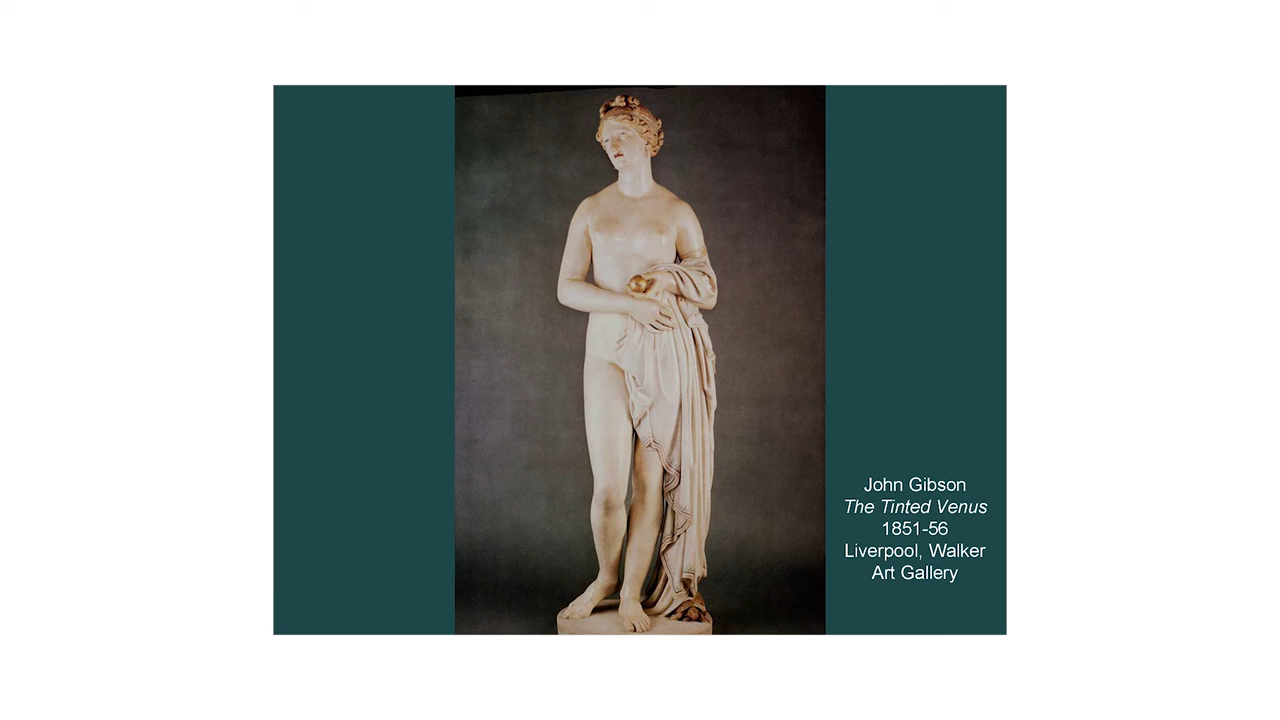 John Gibson
The Tinted Venus
1851-56
Liverpool, Walker
Art Gallery